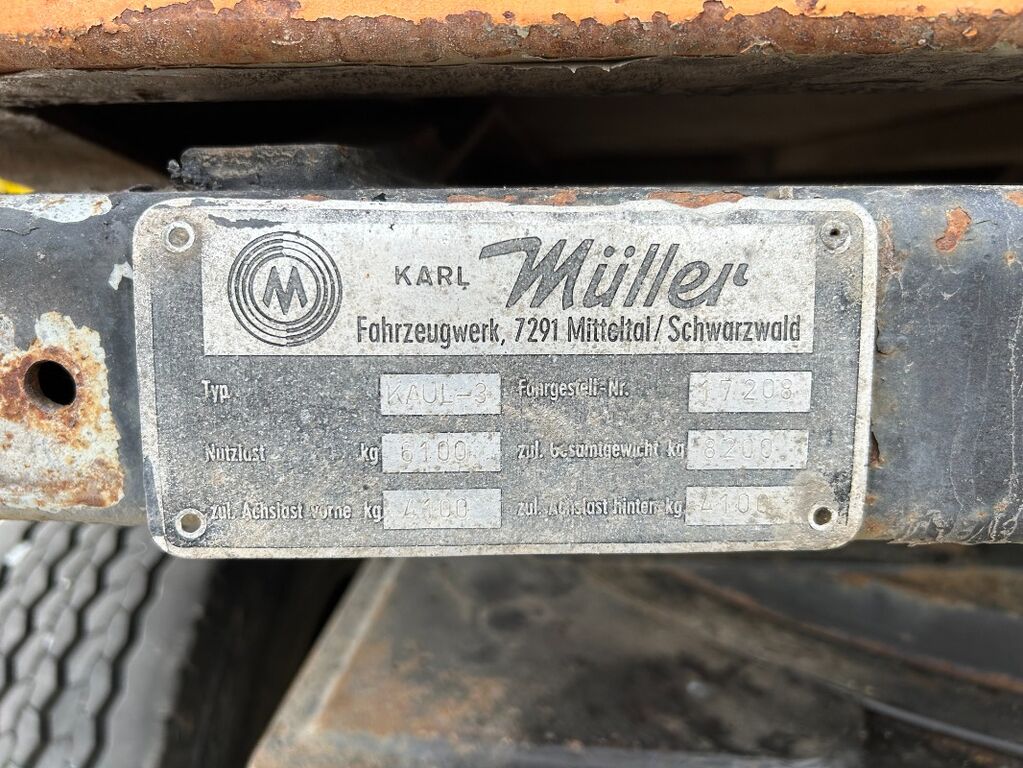 M KARL Müller
Fahrzeugwerk, 7291 Mitteltal/Schwarzwald
Typ. KAUL-3 Fahrgestell-Nr. 17208
Nutzlast kg 6100 zul. Gesamtgewicht kg 8200
zul. Achslast vorne kg 4100 zul. Achslast hinten kg 4100